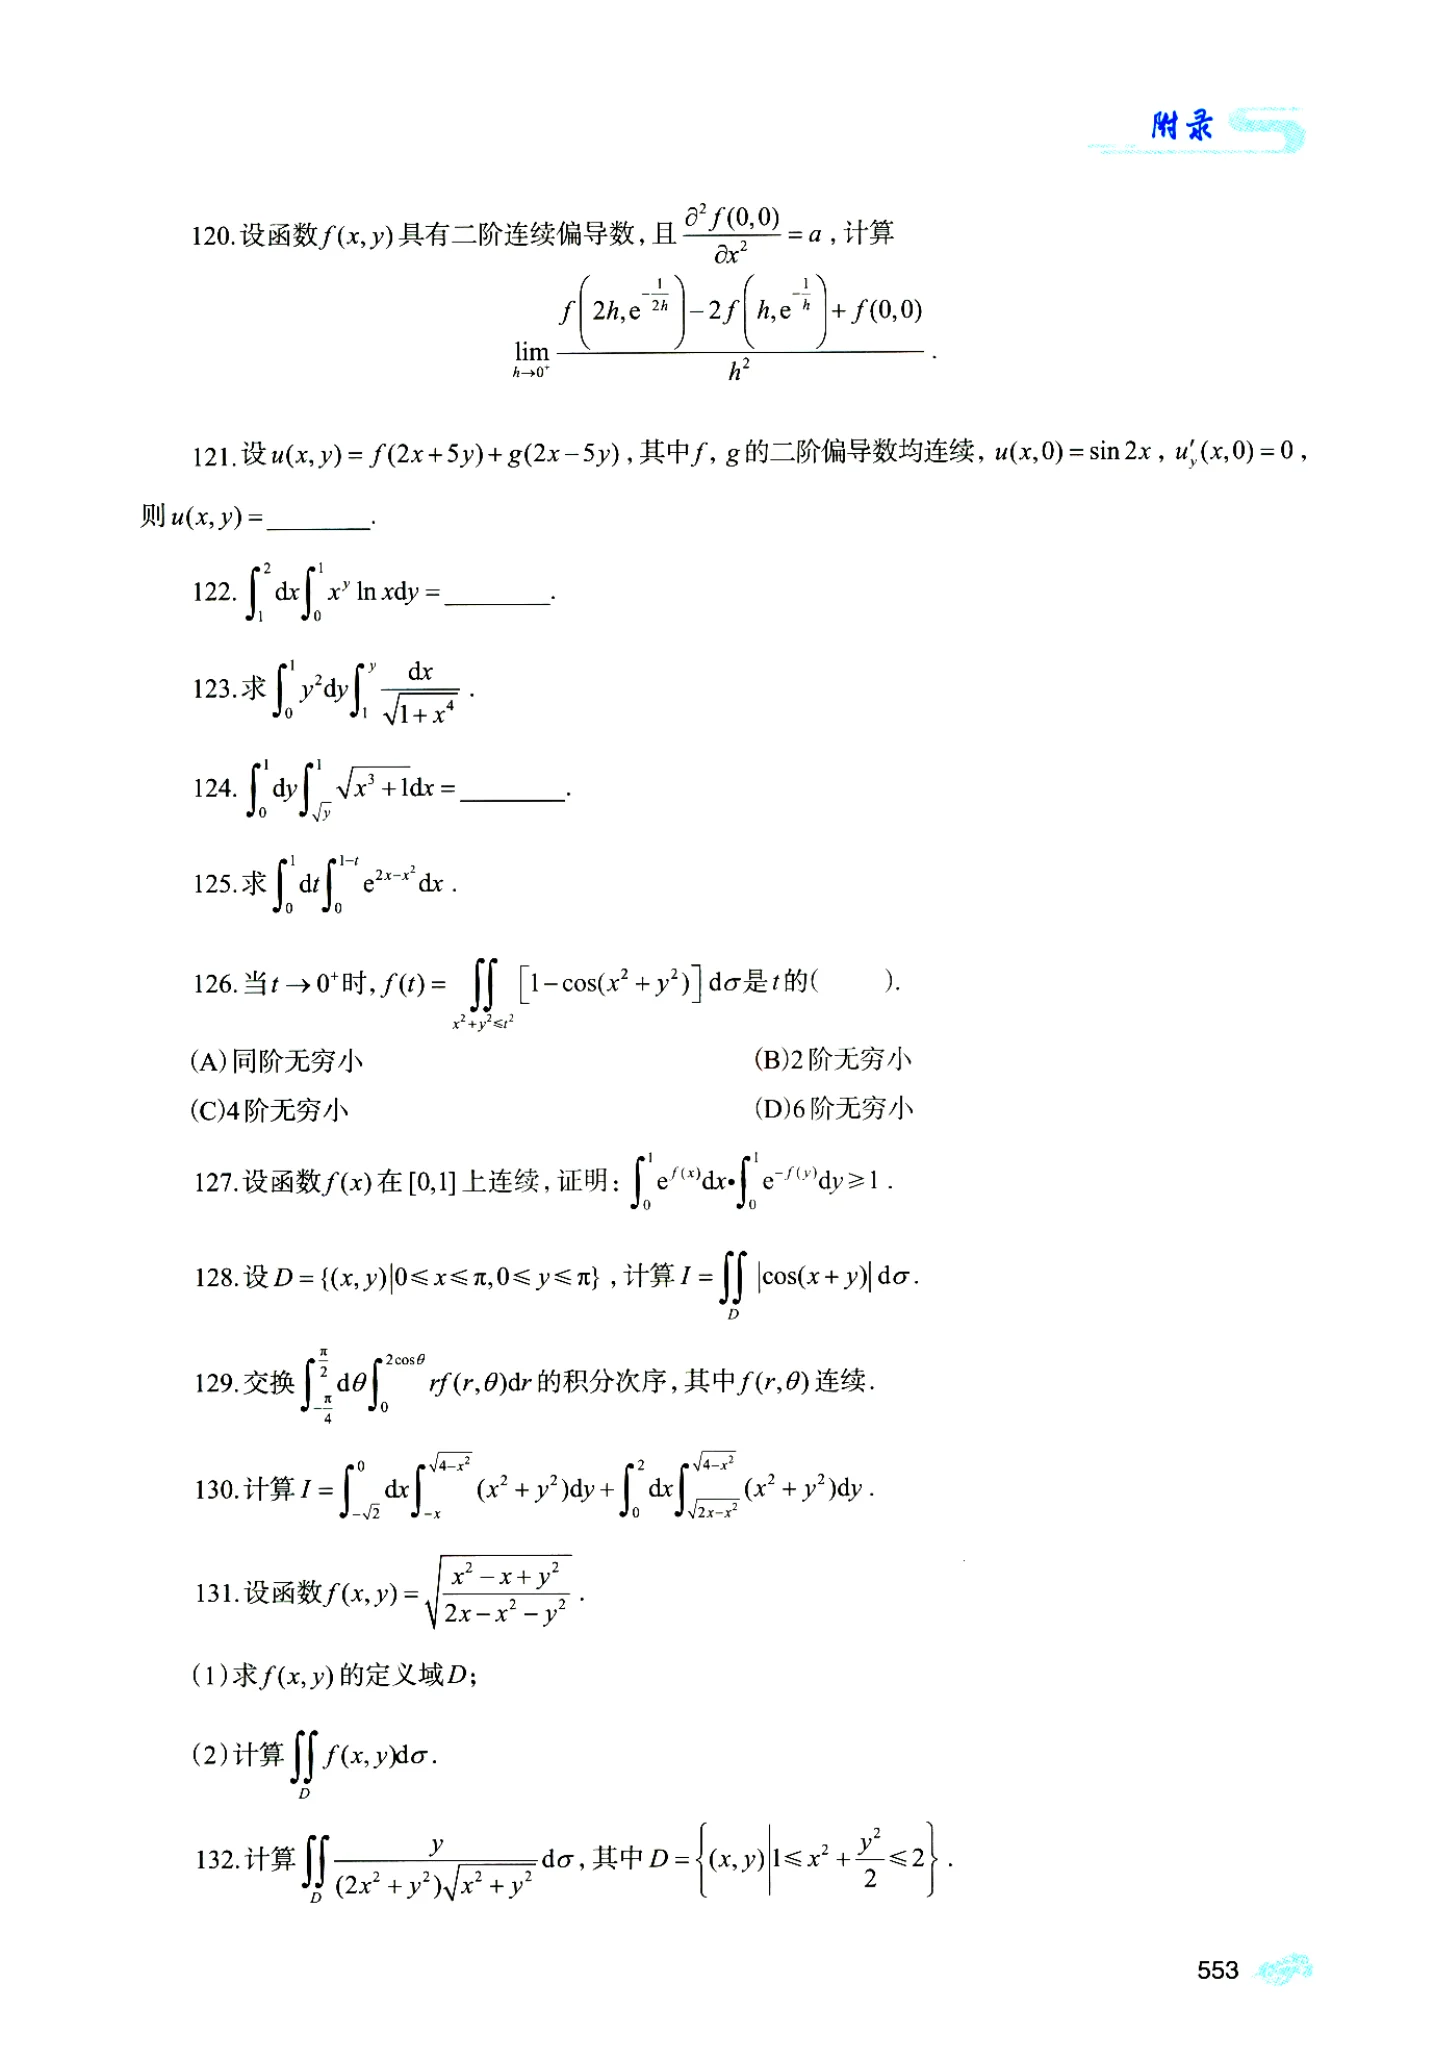 附录
120.设函数f(x,y)具有二阶连续偏导数,且 $\frac{\partial^2 f(0,0)}{\partial x^2}=a$,计算
$\lim_{h\to 0^+}\frac{f\left(2h,e^{-\frac{1}{2h}}\right)-2f\left(h,e^{-\frac{1}{h}}\right)+f(0,0)}{h^2}$.
121.设 $u(x,y)=f(2x+5y)+g(2x-5y)$,其中f, g的二阶偏导数均连续, $u(x,0)=\sin 2x$, $u'_y(x,0)=0$,
则 $u(x,y)=$________.
122. $\int_1^2 dx\int_0^1 x^y\ln xdy=$________.
123.求 $\int_0^1 y^2dy\int_1^y\frac{dx}{\sqrt{1+x^4}}$.
124. $\int_0^1 dy\int_{\sqrt{y}}^1\sqrt{x^3+1}dx=$________.
125.求 $\int_0^1 dt\int_0^{1-t}e^{2x-x^2}dx$.
126.当 $t\to 0^+$时, $f(t)=\iint_{x^2+y^2\leqslant t^2}[1-\cos(x^2+y^2)]d\sigma$是t的(    ).
(A)同阶无穷小 (B)2阶无穷小
(C)4阶无穷小 (D)6阶无穷小
127.设函数f(x)在[0,1]上连续,证明: $\int_0^1 e^{f(x)}dx\cdot\int_0^1 e^{-f(y)}dy\geqslant 1$.
128.设 $D=\{(x,y)|0\leqslant x\leqslant\pi,0\leqslant y\leqslant\pi\}$,计算 $I=\iint_D|\cos(x+y)|d\sigma$.
129.交换 $\int_{-\frac{\pi}{4}}^{\frac{\pi}{2}}d\theta\int_0^{2\cos\theta}rf(r,\theta)dr$的积分次序,其中 $f(r,\theta)$连续.
130.计算 $I=\int_{-\sqrt{2}}^0 dx\int_{-x}^{\sqrt{4-x^2}}(x^2+y^2)dy+\int_0^2 dx\int_{\sqrt{2x-x^2}}^{\sqrt{4-x^2}}(x^2+y^2)dy$.
131.设函数 $f(x,y)=\sqrt{\frac{x^2-x+y^2}{2x-x^2-y^2}}$.
(1)求f(x,y)的定义域D;
(2)计算 $\iint_D f(x,y)d\sigma$.
132.计算 $\iint_D\frac{y}{(2x^2+y^2)\sqrt{x^2+y^2}}d\sigma$,其中 $D=\left\{(x,y)\middle|1\leqslant x^2+\frac{y^2}{2}\leqslant 2\right\}$.
553